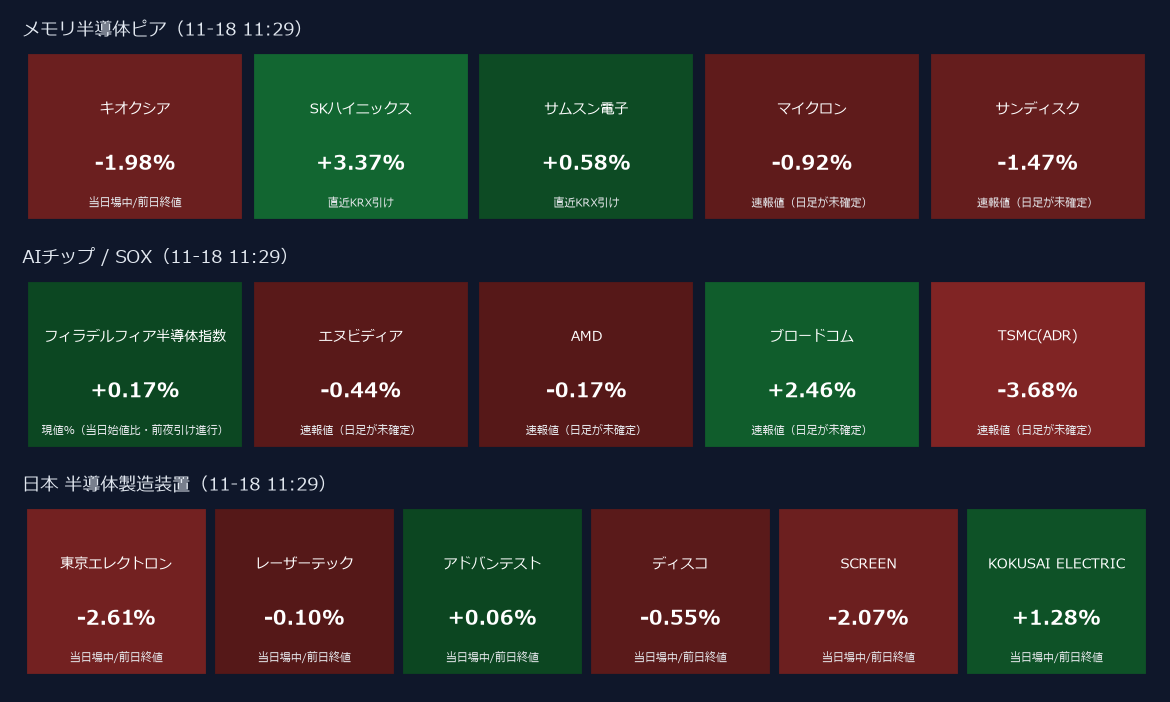 メモリ半導体ピア（11-18 11:29）
キオクシア
-1.98%
当日場中/前日終値
SKハイニックス
+3.37%
直近KRX引け
サムスン電子
+0.58%
直近KRX引け
マイクロン
-0.92%
速報値（日足が未確定）
サンディスク
-1.47%
速報値（日足が未確定）
AIチップ / SOX（11-18 11:29）
フィラデルフィア半導体指数
+0.17%
現値%（当日始値比・前夜引け進行）
エヌビディア
-0.44%
速報値（日足が未確定）
AMD
-0.17%
速報値（日足が未確定）
ブロードコム
+2.46%
速報値（日足が未確定）
TSMC(ADR)
-3.68%
速報値（日足が未確定）
日本 半導体製造装置（11-18 11:29）
東京エレクトロン
-2.61%
当日場中/前日終値
レーザーテック
-0.10%
当日場中/前日終値
アドバンテスト
+0.06%
当日場中/前日終値
ディスコ
-0.55%
当日場中/前日終値
SCREEN
-2.07%
当日場中/前日終値
KOKUSAI ELECTRIC
+1.28%
当日場中/前日終値